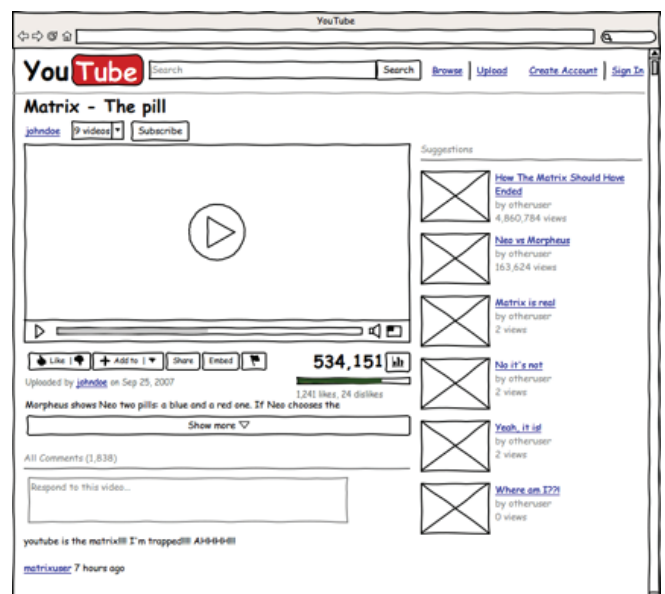 YouTube
You Tube
Search
Search
Browse
Upload
Create Account
Sign In
Matrix - The pill
johndoe
9 videos
Subscribe
Suggestions
How The Matrix Should Have
Ended
by otheruser
4,860,784 views
Neo vs Morpheus
by otheruser
163,624 views
Matrix is real
by otheruser
2 views
No it's not
by otheruser
2 views
Yeah, it is!
by otheruser
2 views
Where am I??!
by otheruser
0 views
Like
Add to
Share
Embed
534,151
Uploaded by johndoe on Sep 25, 2007
1,241 likes, 24 dislikes
Morpheus shows Neo two pills: a blue and a red one. If Neo chooses the
Show more
All Comments (1,838)
Respond to this video...
youtube is the matrix!!!! I'm trapped!!!! AHHHHH!!!
matrixuser 7 hours ago